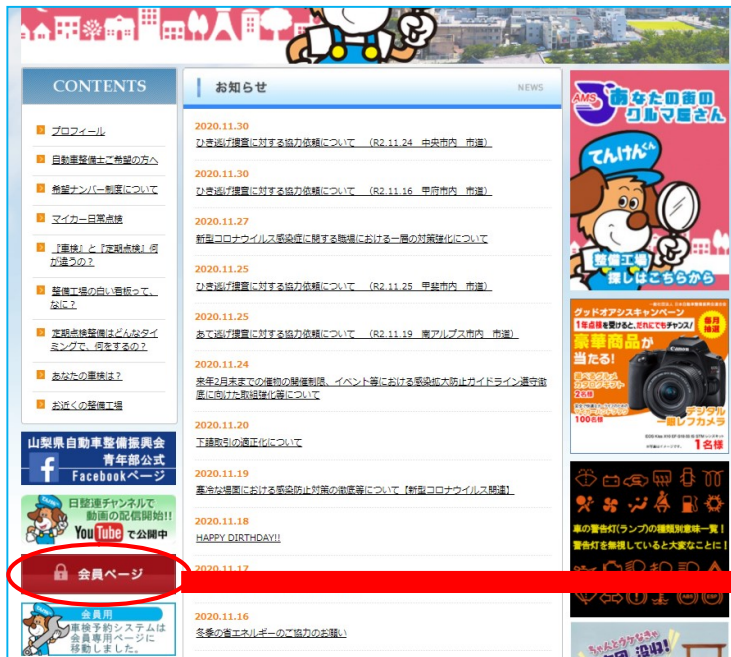 CONTENTS
プロフィール
自動車整備士ご希望の方へ
希望ナンバー制度について
マイカー日常点検
『車検』と『定期点検』何
が違うの？
整備工場の白い看板って、
なに？
定期点検整備はどんなタイ
ミングで、何をするの？
あなたの車検は？
お近くの整備工場
山梨県自動車整備振興会
青年部公式
Facebookページ
日整連チャンネルで
動画の配信開始!!
YouTube で公開中
会員ページ
会員用
車検予約システムは
会員専用ページに
移動しました。
お知らせ
NEWS
2020.11.30
ひき逃げ捜査に対する協力依頼について （R2.11.24 中央市内 市道）
2020.11.30
ひき逃げ捜査に対する協力依頼について （R2.11.16 甲府市内 市道）
2020.11.27
新型コロナウイルス感染症に関する職場における一層の対策強化について
2020.11.25
ひき逃げ捜査に対する協力依頼について （R2.11.25 甲斐市内 市道）
2020.11.25
あて逃げ捜査に対する協力依頼について （R2.11.19 南アルプス市内 市道）
2020.11.24
来年2月末までの催物の開催制限、イベント等における感染拡大防止ガイドライン遵守徹
底に向けた取組強化等について
2020.11.20
下請取引の適正化について
2020.11.19
寒冷な場面における感染防止対策の徹底等について【新型コロナウイルス関連】
2020.11.18
HAPPY DIRTHDAY!!
2020.11.17
2020.11.16
冬季の省エネルギーのご協力のお願い
AMS
あなたの街の
クルマ屋さん
てんけんくん
整備工場
探しはこちらから
グッドオアシスキャンペーン
1年点検を受けると、だれにでもチャンス!
毎月
抽選
豪華商品が
当たる!
選べるグルメ
カタログギフト
2名様
100名様
Canon
デジタル
一眼レフカメラ
1名様
車の警告灯(ランプ)の種類別意味一覧！
警告灯を無視していると大変なことに！
ABS
ちゃんとつかなきゃ
没収!